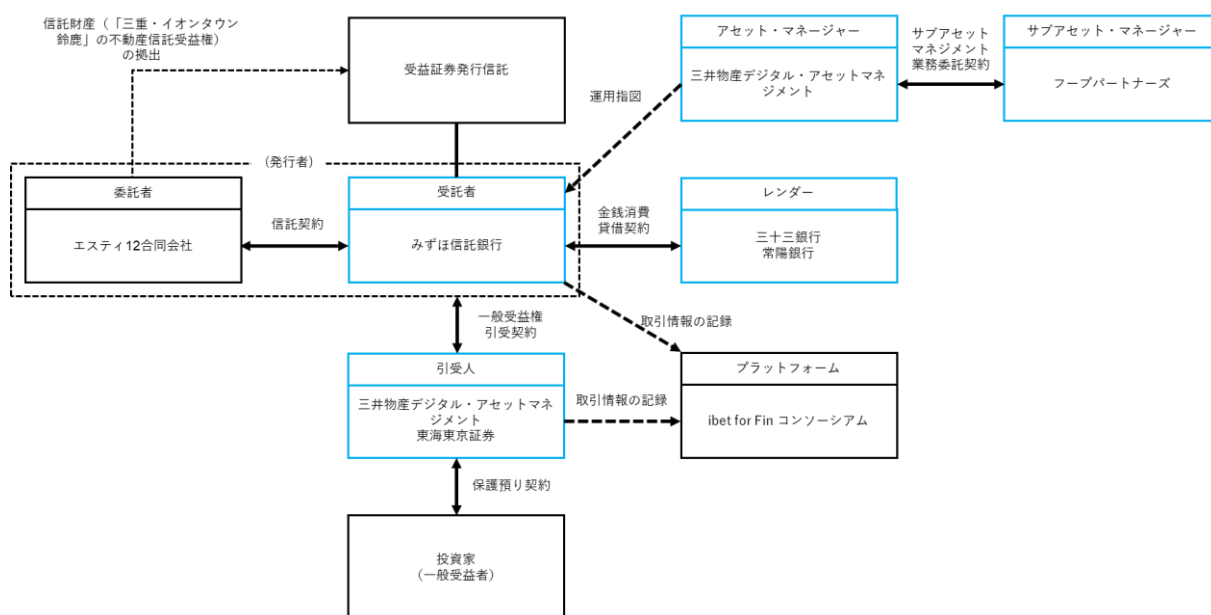 信託財産（「三重・イオンタウン
鈴鹿」の不動産信託受益権）
の拠出
受益証券発行信託
アセット・マネージャー
三井物産デジタル・アセットマネ
ジメント
サブアセット
マネジメント
業務委託契約
サブアセット・マネージャー
フープパートナーズ
運用指図
（発行者）
委託者
エスティ12合同会社
信託契約
受託者
みずほ信託銀行
金銭消費
貸借契約
レンダー
三十三銀行
常陽銀行
一般受益権
引受契約
取引情報の記録
引受人
三井物産デジタル・アセットマネ
ジメント
東海東京証券
取引情報の記録
プラットフォーム
ibet for Fin コンソーシアム
保護預り契約
投資家
（一般受益者）